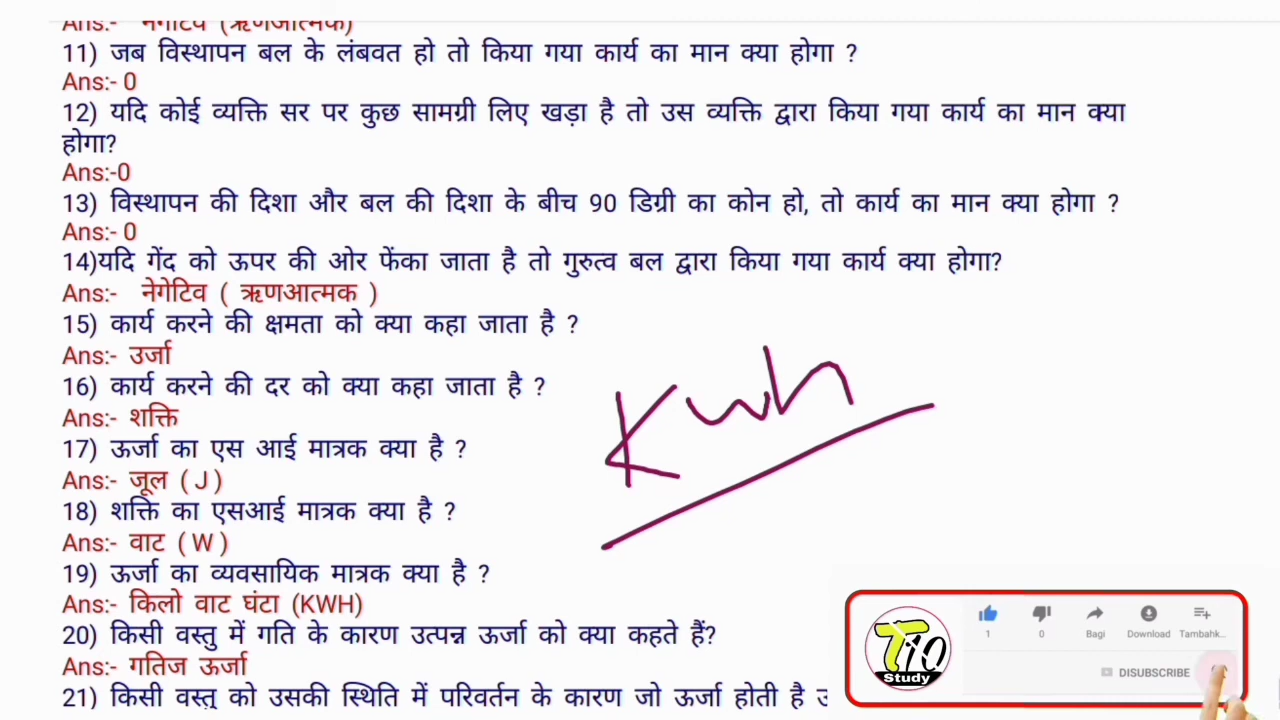 Ans:- नेगेटिव (ऋणआत्मक)
11) जब विस्थापन बल के लंबवत हो तो किया गया कार्य का मान क्या होगा ?
Ans:- 0
12) यदि कोई व्यक्ति सर पर कुछ सामग्री लिए खड़ा है तो उस व्यक्ति द्वारा किया गया कार्य का मान क्या
होगा?
Ans:-0
13) विस्थापन की दिशा और बल की दिशा के बीच 90 डिग्री का कोन हो, तो कार्य का मान क्या होगा ?
Ans:- 0
14)यदि गेंद को ऊपर की ओर फेंका जाता है तो गुरुत्व बल द्वारा किया गया कार्य क्या होगा?
Ans:- नेगेटिव ( ऋणआत्मक )
15) कार्य करने की क्षमता को क्या कहा जाता है ?
Ans:- उर्जा
16) कार्य करने की दर को क्या कहा जाता है ?
Ans:- शक्ति
Kwh
17) ऊर्जा का एस आई मात्रक क्या है ?
Ans:- जूल ( J )
18) शक्ति का एसआई मात्रक क्या है ?
Ans:- वाट ( W )
19) ऊर्जा का व्यवसायिक मात्रक क्या है ?
Ans:- किलो वाट घंटा (KWH)
20) किसी वस्तु में गति के कारण उत्पन्न ऊर्जा को क्या कहते हैं?
Ans:- गतिज ऊर्जा
21) किसी वस्तु को उसकी स्थिति में परिवर्तन के कारण जो ऊर्जा होती है
T10
Study
1 0 Bagi Download Tambahk...
DISUBSCRIBE